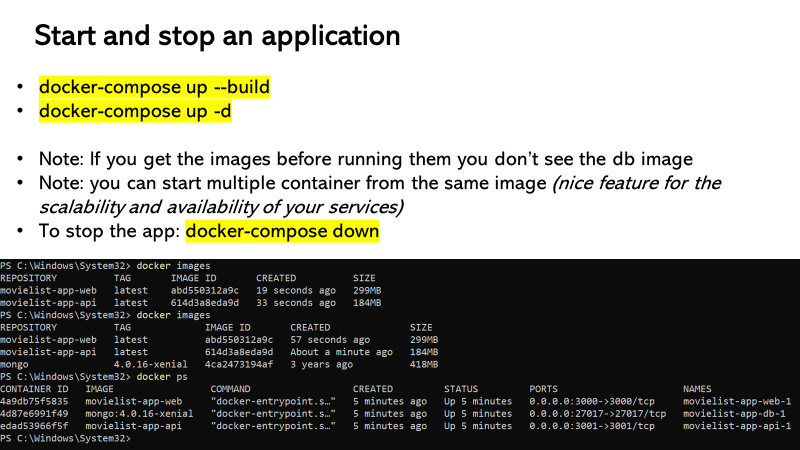 Start and stop an application
• docker-compose up --build
• docker-compose up -d
• Note: If you get the images before running them you don't see the db image
• Note: you can start multiple container from the same image (nice feature for the
scalability and availability of your services)
• To stop the app: docker-compose down
PS C:\Windows\System32> docker images
REPOSITORY TAG IMAGE ID CREATED SIZE
movielist-app-web latest abd550312a9c 19 seconds ago 299MB
movielist-app-api latest 614d3a8eda9d 33 seconds ago 184MB
PS C:\Windows\System32> docker images
REPOSITORY TAG IMAGE ID CREATED SIZE
movielist-app-web latest abd550312a9c 57 seconds ago 299MB
movielist-app-api latest 614d3a8eda9d About a minute ago 184MB
mongo 4.0.16-xenial 4ca2473194af 3 years ago 418MB
PS C:\Windows\System32> docker ps
CONTAINER ID IMAGE COMMAND CREATED STATUS PORTS NAMES
4a9db75f5835 movielist-app-web "docker-entrypoint.s…" 5 minutes ago Up 5 minutes 0.0.0.0:3000->3000/tcp movielist-app-web-1
4d87e6991f49 mongo:4.0.16-xenial "docker-entrypoint.s…" 5 minutes ago Up 5 minutes 0.0.0.0:27017->27017/tcp movielist-app-db-1
edad53966f5f movielist-app-api "docker-entrypoint.s…" 5 minutes ago Up 5 minutes 0.0.0.0:3001->3001/tcp movielist-app-api-1
PS C:\Windows\System32>